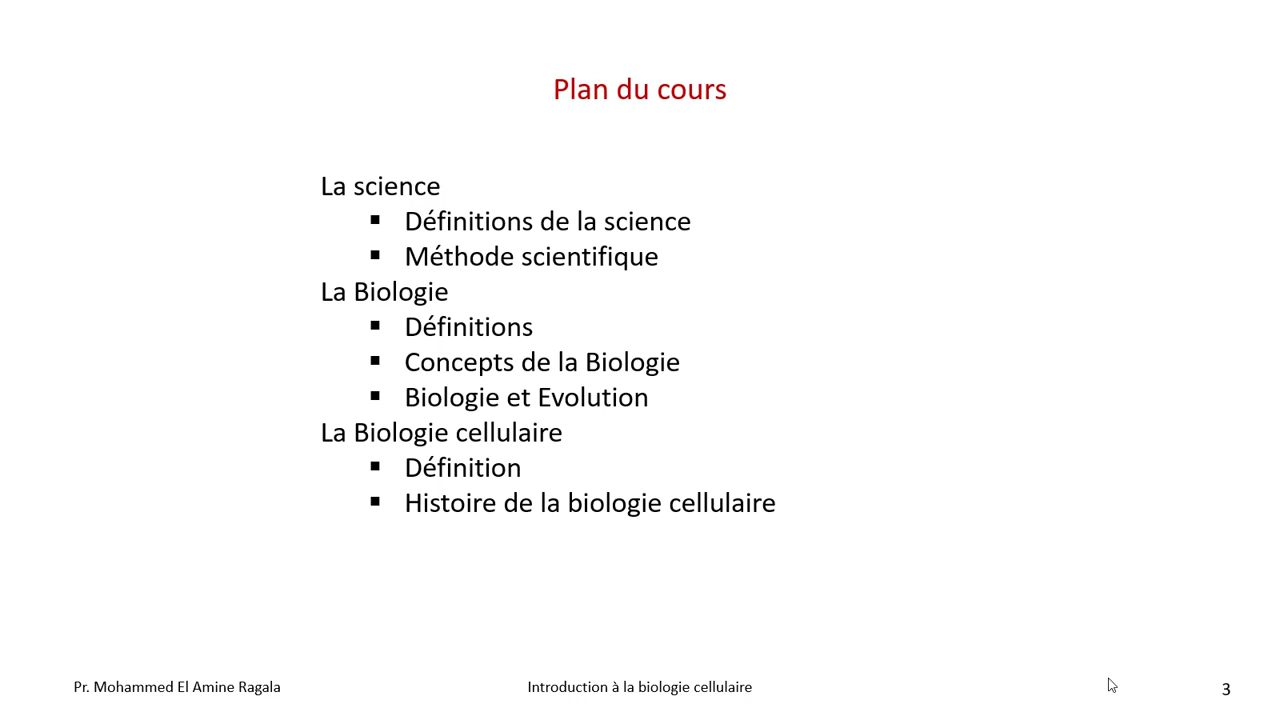 Plan du cours
La science
▪ Définitions de la science
▪ Méthode scientifique
La Biologie
▪ Définitions
▪ Concepts de la Biologie
▪ Biologie et Evolution
La Biologie cellulaire
▪ Définition
▪ Histoire de la biologie cellulaire
Pr. Mohammed El Amine Ragala
Introduction à la biologie cellulaire
3